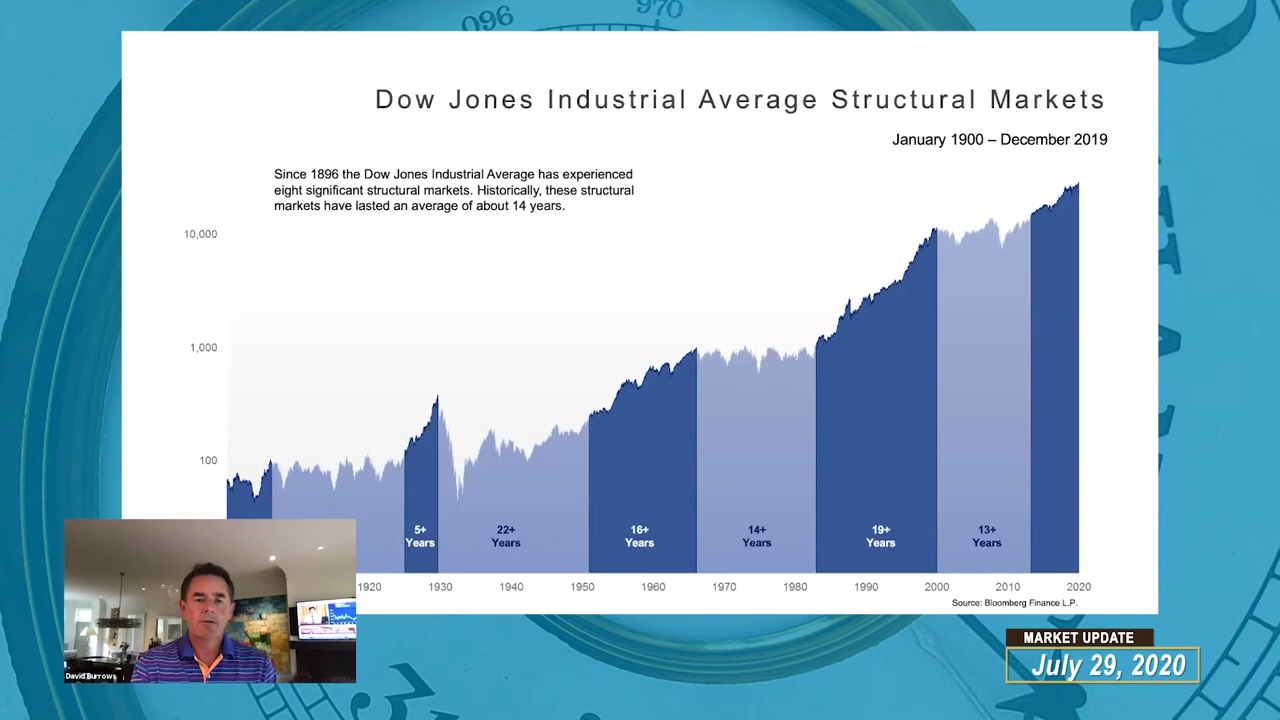 096
970
Dow Jones Industrial Average Structural Markets
January 1900 – December 2019
Since 1896 the Dow Jones Industrial Average has experienced
eight significant structural markets. Historically, these structural
markets have lasted an average of about 14 years.
10,000
1,000
100
5+
Years
22+
Years
16+
Years
14+
Years
19+
Years
13+
Years
1920
1930
1940
1950
1960
1970
1980
1990
2000
2010
2020
Source: Bloomberg Finance L.P.
David Burrows
MARKET UPDATE
July 29, 2020